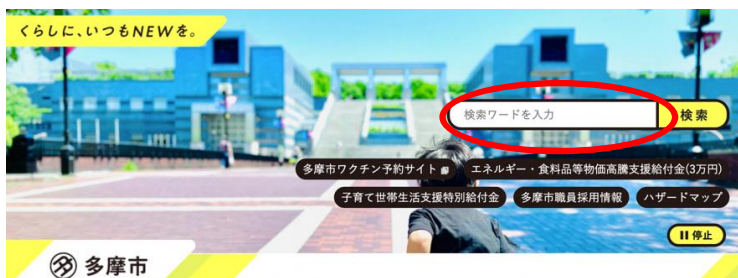 くらしに、いつもNEWを。
検索ワードを入力
検索
多摩市ワクチン予約サイト
エネルギー・食料品等物価高騰支援給付金(3万円)
子育て世帯生活支援特別給付金
多摩市職員採用情報
ハザードマップ
停止
多摩市